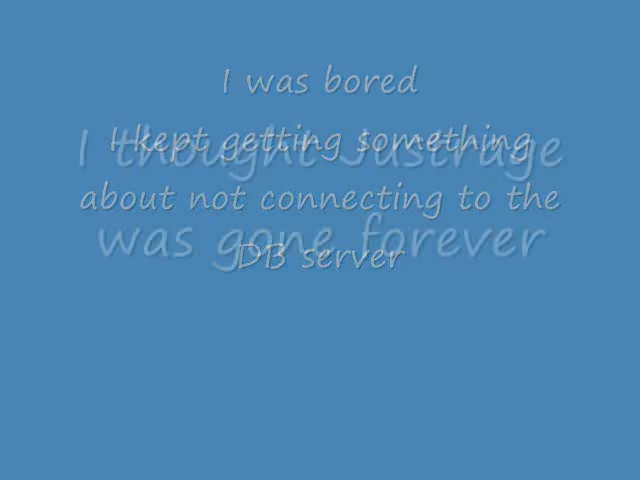 I was bored
I kept getting something
about not connecting to the
DB server
I thought Justrage
was gone forever